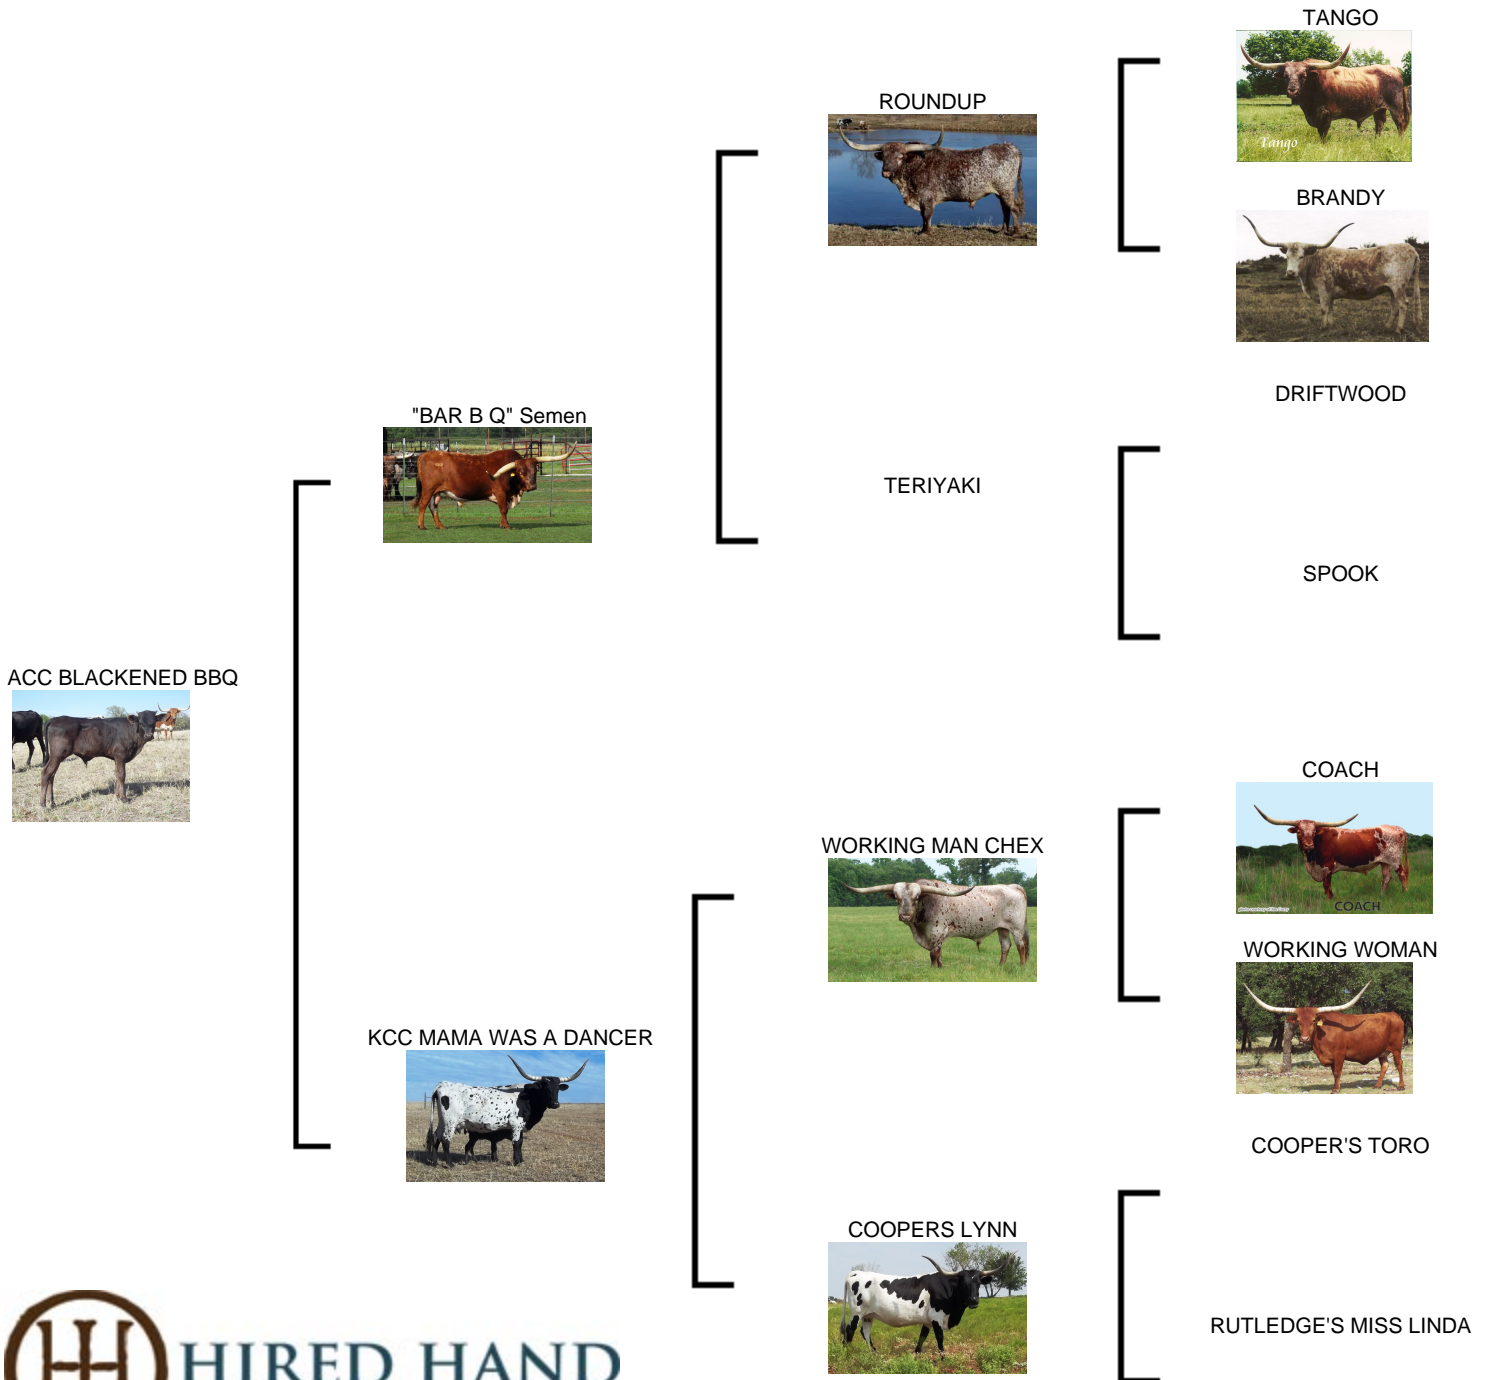 TANGO
Tango
ROUNDUP
BRANDY
DRIFTWOOD
"BAR B Q" Semen
TERIYAKI
SPOOK
ACC BLACKENED BBQ
COACH
COACH
WORKING MAN CHEX
WORKING WOMAN
KCC MAMA WAS A DANCER
COOPER'S TORO
COOPERS LYNN
RUTLEDGE'S MISS LINDA
HIRED HAND